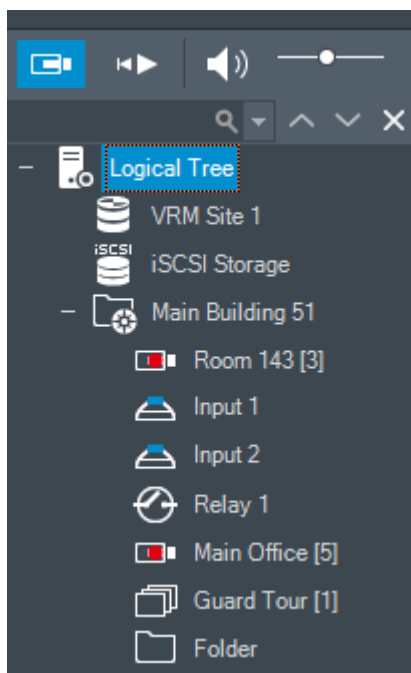 Logical Tree
VRM Site 1
iSCSI
iSCSI Storage
Main Building 51
Room 143 [3]
Input 1
Input 2
Relay 1
Main Office [5]
Guard Tour [1]
Folder